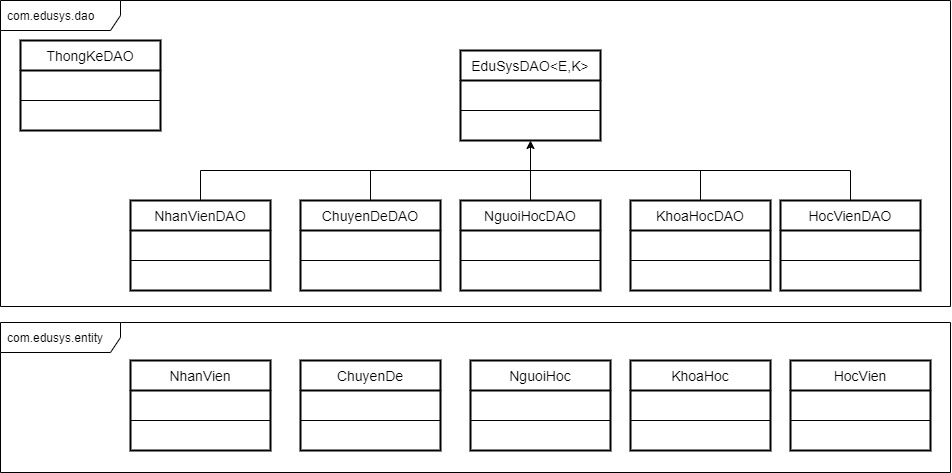 com.edusys.dao
ThongKeDAO
EduSysDAO<E,K>
NhanVienDAO
ChuyenDeDAO
NguoiHocDAO
KhoaHocDAO
HocVienDAO
com.edusys.entity
NhanVien
ChuyenDe
NguoiHoc
KhoaHoc
HocVien